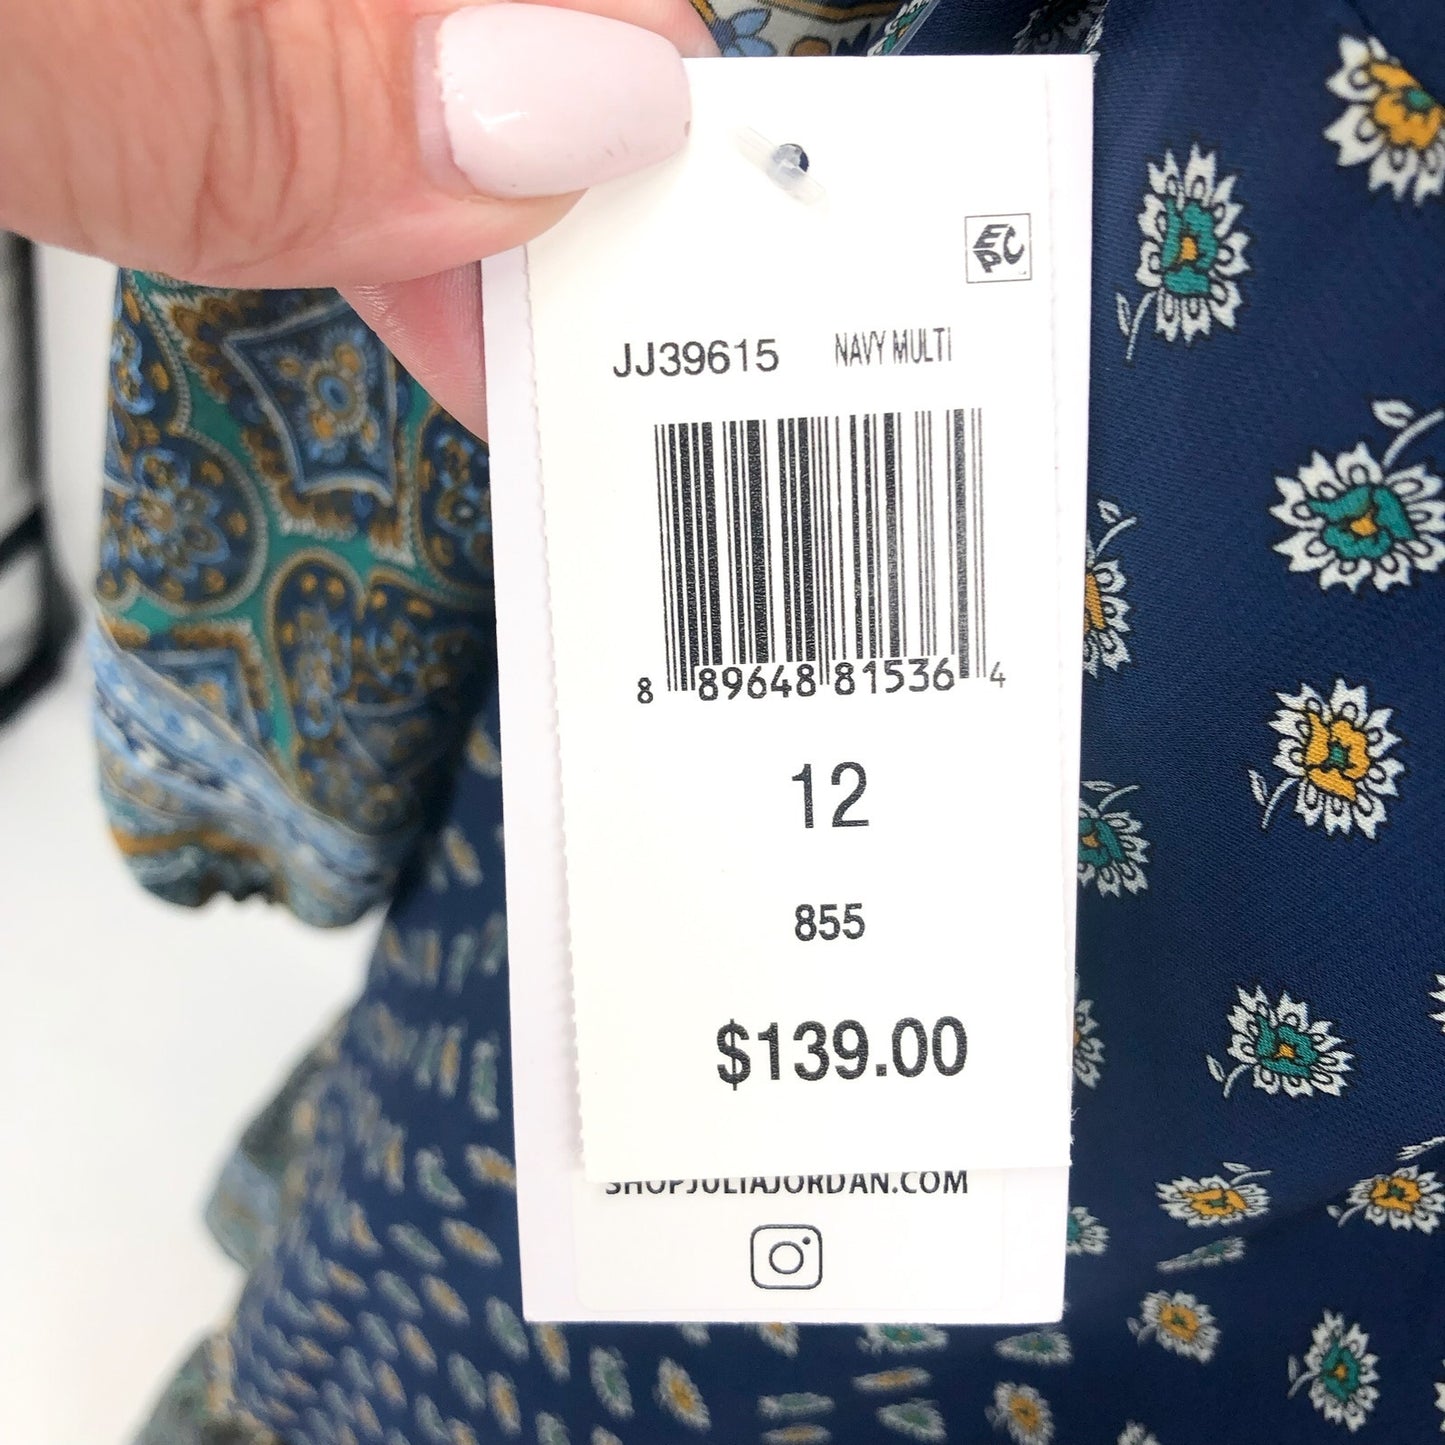 EPC
JJ39615 NAVY MULTI
8 89648 81536 4
12
855
$139.00
SHOPJULIAJORDAN.COM